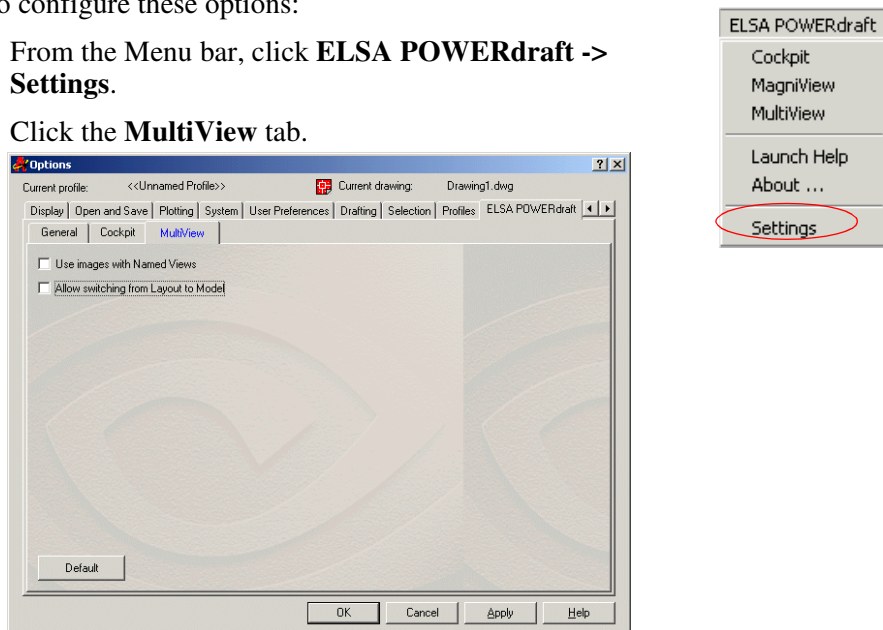 o configure these options:
From the Menu bar, click ELSA POWERdraft ->
Settings.
Click the MultiView tab.
Options
Current profile: <<Unnamed Profile>> Current drawing: Drawing1.dwg
Display Open and Save Plotting System User Preferences Drafting Selection Profiles ELSA POWERdraft
General Cockpit MultiView
Use images with Named Views
Allow switching from Layout to Model
Default
OK Cancel Apply Help
ELSA POWERdraft
Cockpit
MagniView
MultiView
Launch Help
About ...
Settings